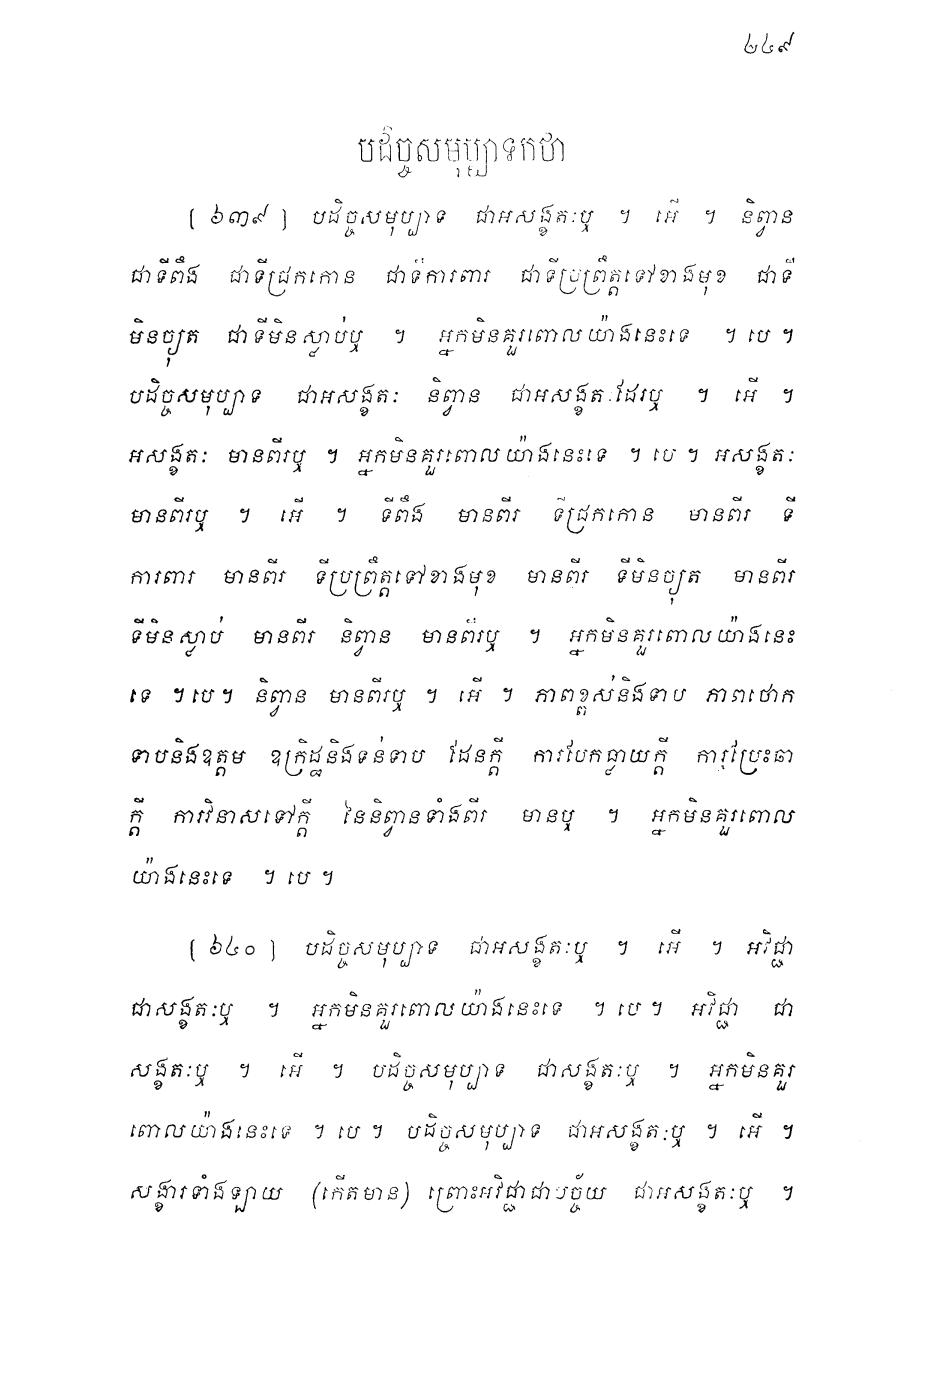 ២៤៩
បដិច្ចសមុប្បាទកថា
[ ៦៣៩ ] បដិច្ចសមុប្បាទ ជាអសង្ខតៈឬ ។ អើ ។ និព្វាន
ជាទីពឹង ជាទីជ្រកកោន ជាទីការពារ ជាទីប្រព្រឹត្តទៅខាងមុខ ជាទី
មិនច្យុត ជាទីមិនស្លាប់ឬ ។ អ្នកមិនគួរពោលយ៉ាងនេះទេ ។ បេ ។
បដិច្ចសមុប្បាទ ជាអសង្ខតៈ និព្វាន ជាអសង្ខតៈដែរឬ ។ អើ ។
អសង្ខតៈ មានពីរឬ ។ អ្នកមិនគួរពោលយ៉ាងនេះទេ ។ បេ ។ អសង្ខតៈ
មានពីរឬ ។ អើ ។ ទីពឹង មានពីរ ទីជ្រកកោន មានពីរ ទី
ការពារ មានពីរ ទីប្រព្រឹត្តទៅខាងមុខ មានពីរ ទីមិនច្យុត មានពីរ
ទីមិនស្លាប់ មានពីរ និព្វាន មានពីរឬ ។ អ្នកមិនគួរពោលយ៉ាងនេះ
ទេ ។ បេ ។ និព្វាន មានពីរឬ ។ អើ ។ ភាពខ្ពស់និងទាប ភាពថោក
ទាបនិងឧត្តម ឧក្រិដ្ឋនិងទន់ទាប ដែនក្តី ការបែកធ្លាយក្តី ការប្រេះឆា
ក្តី ការវិនាសទៅក្តី នៃនិព្វានទាំងពីរ មានឬ ។ អ្នកមិនគួរពោល
យ៉ាងនេះទេ ។ បេ ។
[ ៦៤០ ] បដិច្ចសមុប្បាទ ជាអសង្ខតៈឬ ។ អើ ។ អវិជ្ជា
ជាសង្ខតៈឬ ។ អ្នកមិនគួរពោលយ៉ាងនេះទេ ។ បេ ។ អវិជ្ជា ជា
សង្ខតៈឬ ។ អើ ។ បដិច្ចសមុប្បាទ ជាសង្ខតៈឬ ។ អ្នកមិនគួរ
ពោលយ៉ាងនេះទេ ។ បេ ។ បដិច្ចសមុប្បាទ ជាអសង្ខតៈឬ ។ អើ ។
សង្ខារទាំងឡាយ (កើតមាន) ព្រោះអវិជ្ជាជាបច្ច័យ ជាអសង្ខតៈឬ ។